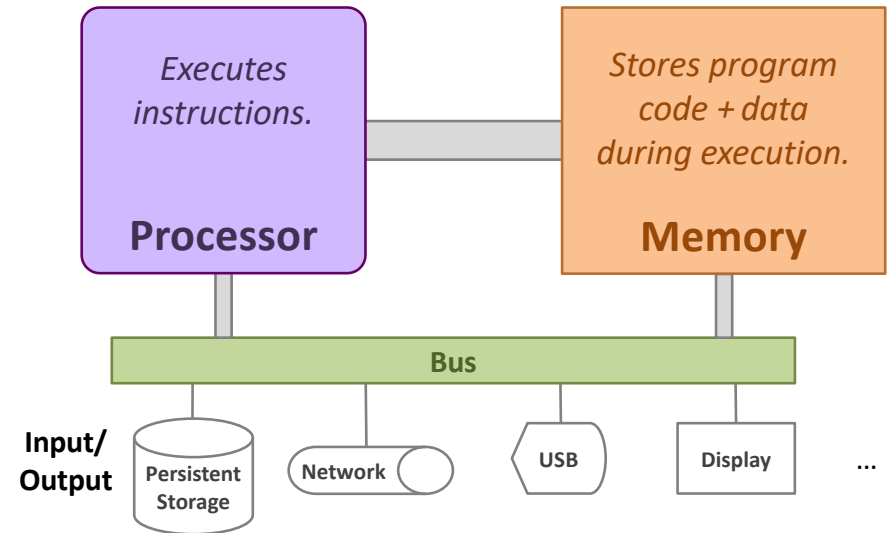 Executes
instructions.
Processor
Stores program
code + data
during execution.
Memory
Bus
Input/
Output
Persistent
Storage
Network
USB
Display
...